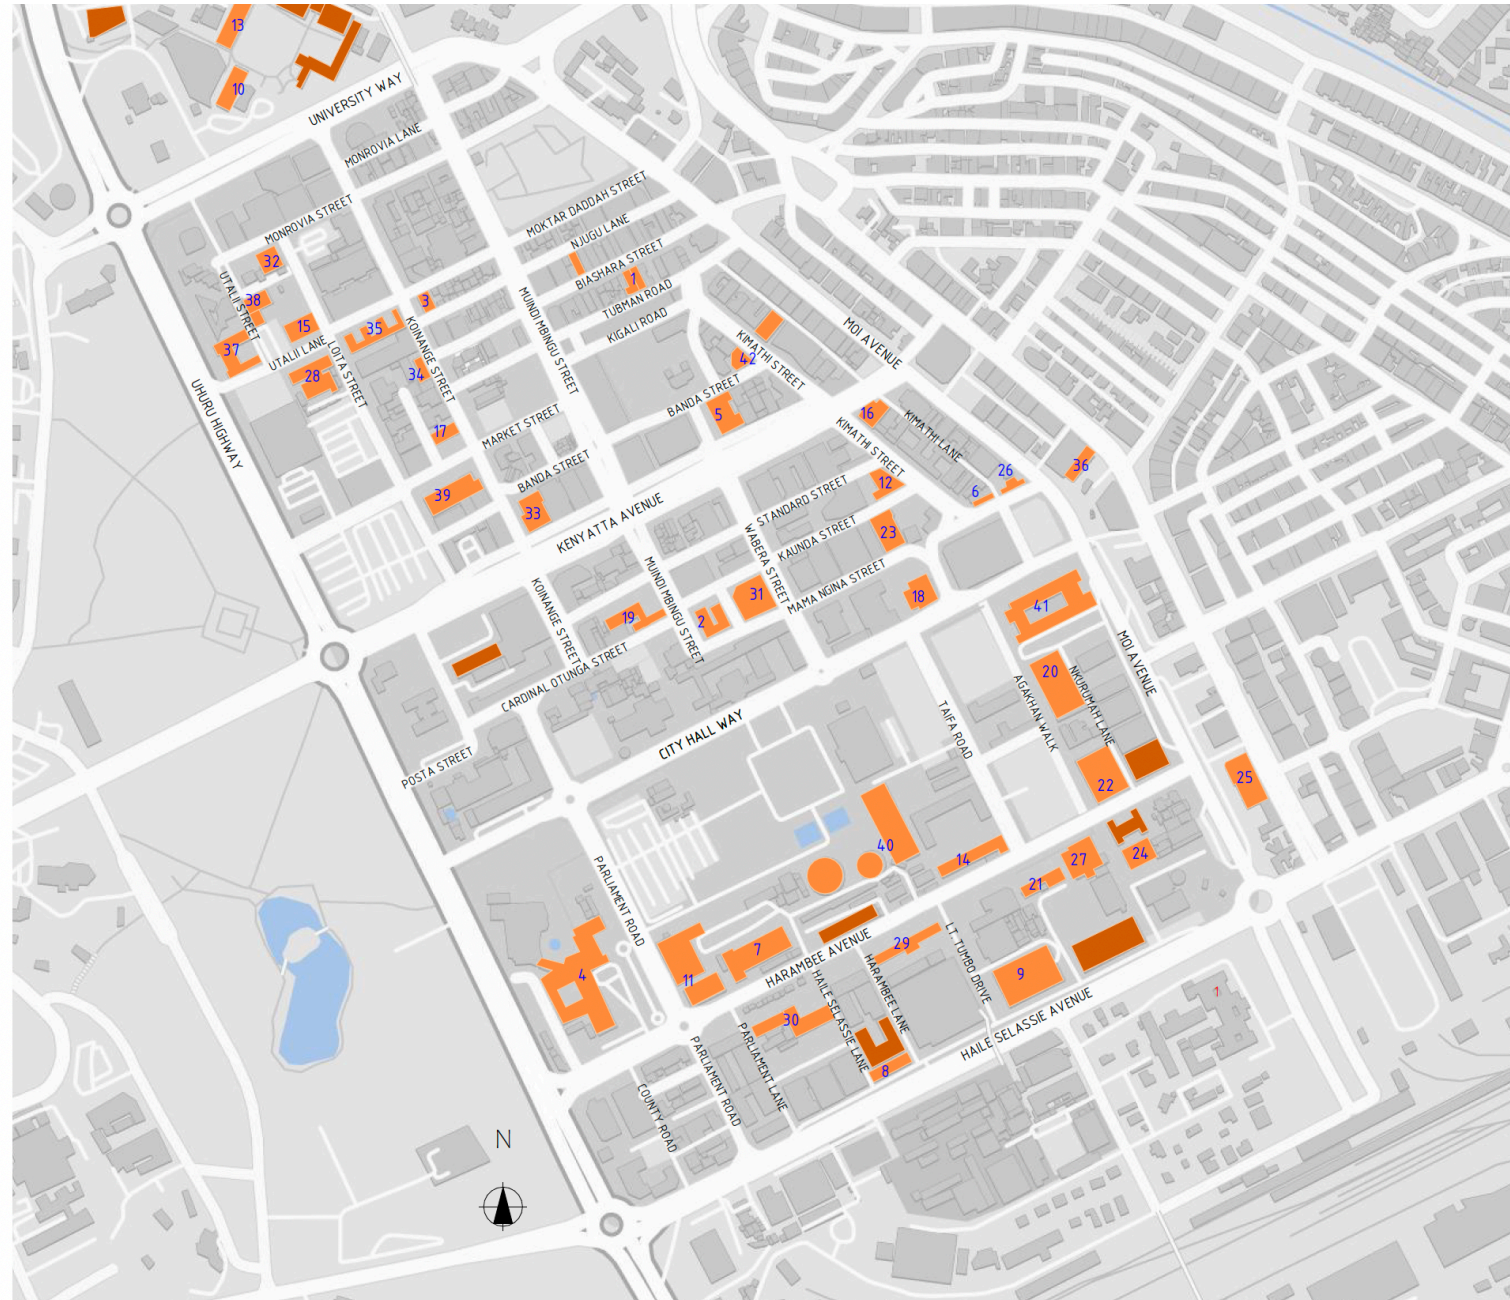 13
10
UNIVERSITY WAY
MONROVIA LANE
MOKTAR DADDAH STREET
MONROVIA STREET
NJUGU LANE
32
BIASHARA STREET
1
UTALII STREET
38
3
TUBMAN ROAD
MUINDI MBINGU STREET
15
35
KIGALI ROAD
MOI AVENUE
37
UTALII LANE
KOINANGE STREET
KIMATHI STREET
42
28
LOITA STREET
34
UHURU HIGHWAY
BANDA STREET
5
16
KIMATHI LANE
17
MARKET STREET
KIMATHI STREET
BANDA STREET
36
26
39
12
6
STANDARD STREET
33
KENYATTA AVENUE
WABERA STREET
KAUNDA STREET
23
MUINDI MBINGU STREET
MAMA NGINA STREET
KOINANGE STREET
31
18
41
19
2
MOI AVENUE
CARDINAL OTUNGA STREET
20
AGAKHAN WALK
NKURUMAH LANE
CITY HALL WAY
TAIFA ROAD
POSTA STREET
22
25
40
14
24
27
PARLIAMENT ROAD
21
7
29
HARAMBEE AVENUE
LT. TUMBO DRIVE
4
11
9
HAILE SELASSIE LANE
HARAMBEE LANE
30
HAILE SELASSIE AVENUE
PARLIAMENT LANE
PARLIAMENT ROAD
8
COUNTY ROAD
N